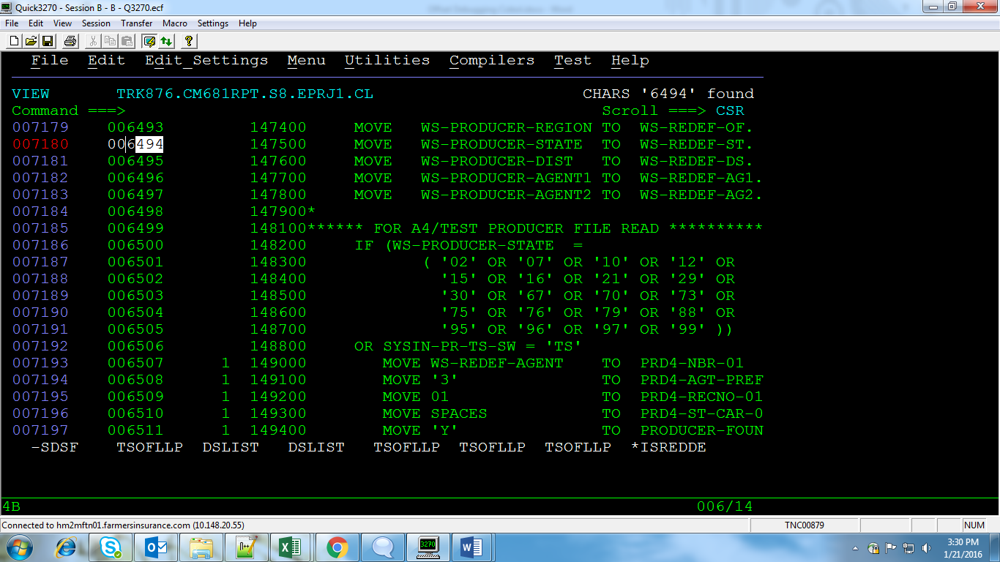 Quick3270 - Session B - B - Q3270.ecf
File Edit View Session Transfer Macro Settings Help
File Edit Edit_Settings Menu Utilities Compilers Test Help
VIEW TRK876.CM681RPT.S8.EPRJ1.CL CHARS '6494' found
Command ===> Scroll ===> CSR
007179 006493 147400 MOVE WS-PRODUCER-REGION TO WS-REDEF-OF.
007180 006494 147500 MOVE WS-PRODUCER-STATE TO WS-REDEF-ST.
007181 006495 147600 MOVE WS-PRODUCER-DIST TO WS-REDEF-DS.
007182 006496 147700 MOVE WS-PRODUCER-AGENT1 TO WS-REDEF-AG1.
007183 006497 147800 MOVE WS-PRODUCER-AGENT2 TO WS-REDEF-AG2.
007184 006498 147900*
007185 006499 148100****** FOR A4/TEST PRODUCER FILE READ **********
007186 006500 148200 IF (WS-PRODUCER-STATE =
007187 006501 148300 ( '02' OR '07' OR '10' OR '12' OR
007188 006502 148400 '15' OR '16' OR '21' OR '29' OR
007189 006503 148500 '30' OR '67' OR '70' OR '73' OR
007190 006504 148600 '75' OR '76' OR '79' OR '88' OR
007191 006505 148700 '95' OR '96' OR '97' OR '99' ))
007192 006506 148800 OR SYSIN-PR-TS-SW = 'TS'
007193 006507 1 149000 MOVE WS-REDEF-AGENT TO PRD4-NBR-01
007194 006508 1 149100 MOVE '3' TO PRD4-AGT-PREF
007195 006509 1 149200 MOVE 01 TO PRD4-RECNO-01
007196 006510 1 149300 MOVE SPACES TO PRD4-ST-CAR-0
007197 006511 1 149400 MOVE 'Y' TO PRODUCER-FOUN
-SDSF TSOFLLP DSLIST DSLIST TSOFLLP TSOFLLP TSOFLLP *ISREDDE
4B 006/14
Connected to hm2mftn01.farmersinsurance.com (10.148.20.55) TNC00879 NUM
3:30 PM
1/21/2016